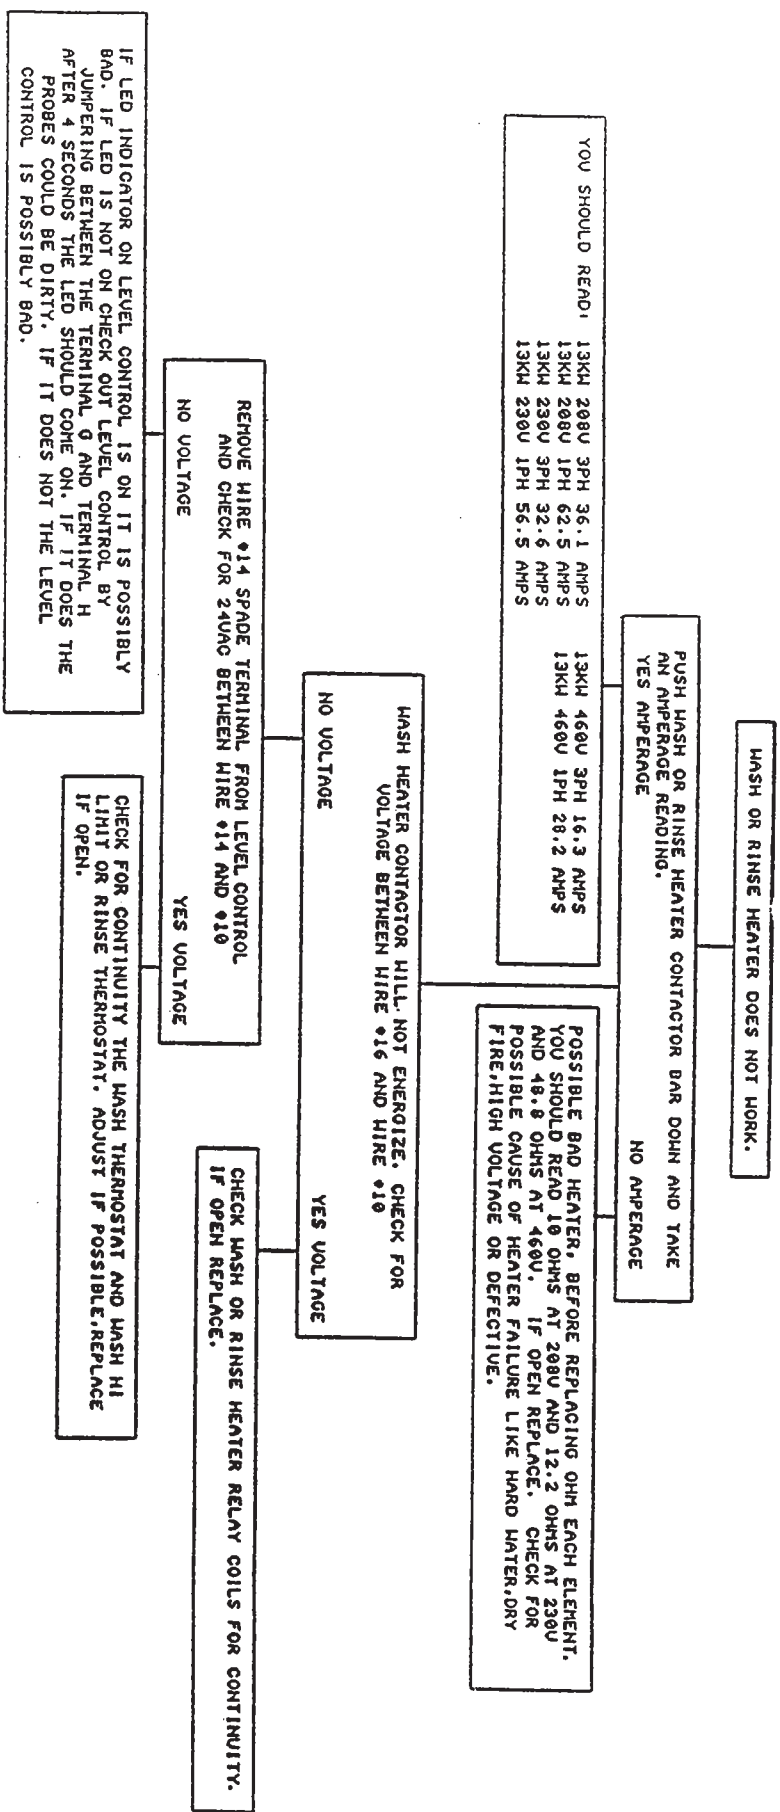 WASH OR RINSE HEATER DOES NOT WORK.
PUSH WASH OR RINSE HEATER CONTACTOR BAR DOWN AND TAKE
AN AMPERAGE READING.
YES AMPERAGE NO AMPERAGE
YOU SHOULD READ:
13KW 208V 3PH 36.1 AMPS 13KW 460V 3PH 16.3 AMPS
13KW 208V 1PH 62.5 AMPS 13KW 460V 1PH 28.2 AMPS
13KW 230V 3PH 32.6 AMPS
13KW 230V 1PH 56.5 AMPS
POSSIBLE BAD HEATER. BEFORE REPLACING OHM EACH ELEMENT.
YOU SHOULD READ 10 OHMS AT 208V AND 12.2 OHMS AT 230V
AND 48.8 OHMS AT 460V. IF OPEN REPLACE. CHECK FOR
POSSIBLE CAUSE OF HEATER FAILURE LIKE HARD WATER,DRY
FIRE,HIGH VOLTAGE OR DEFECTIVE.
WASH HEATER CONTACTOR WILL NOT ENERGIZE. CHECK FOR
VOLTAGE BETWEEN WIRE #16 AND WIRE #10
NO VOLTAGE YES VOLTAGE
REMOVE WIRE #14 SPADE TERMINAL FROM LEVEL CONTROL
AND CHECK FOR 24VAC BETWEEN WIRE #14 AND #10
NO VOLTAGE YES VOLTAGE
CHECK WASH OR RINSE HEATER RELAY COILS FOR CONTINUITY.
IF OPEN REPLACE.
IF LED INDICATOR ON LEVEL CONTROL IS ON IT IS POSSIBLY
BAD. IF LED IS NOT ON CHECK OUT LEVEL CONTROL BY
JUMPERING BETWEEN THE TERMINAL G AND TERMINAL H
AFTER 4 SECONDS THE LED SHOULD COME ON. IF IT DOES THE
PROBES COULD BE DIRTY. IF IT DOES NOT THE LEVEL
CONTROL IS POSSIBLY BAD.
CHECK FOR CONTINUITY THE WASH THERMOSTAT AND WASH HI
LIMIT OR RINSE THERMOSTAT. ADJUST IF POSSIBLE,REPLACE
IF OPEN.